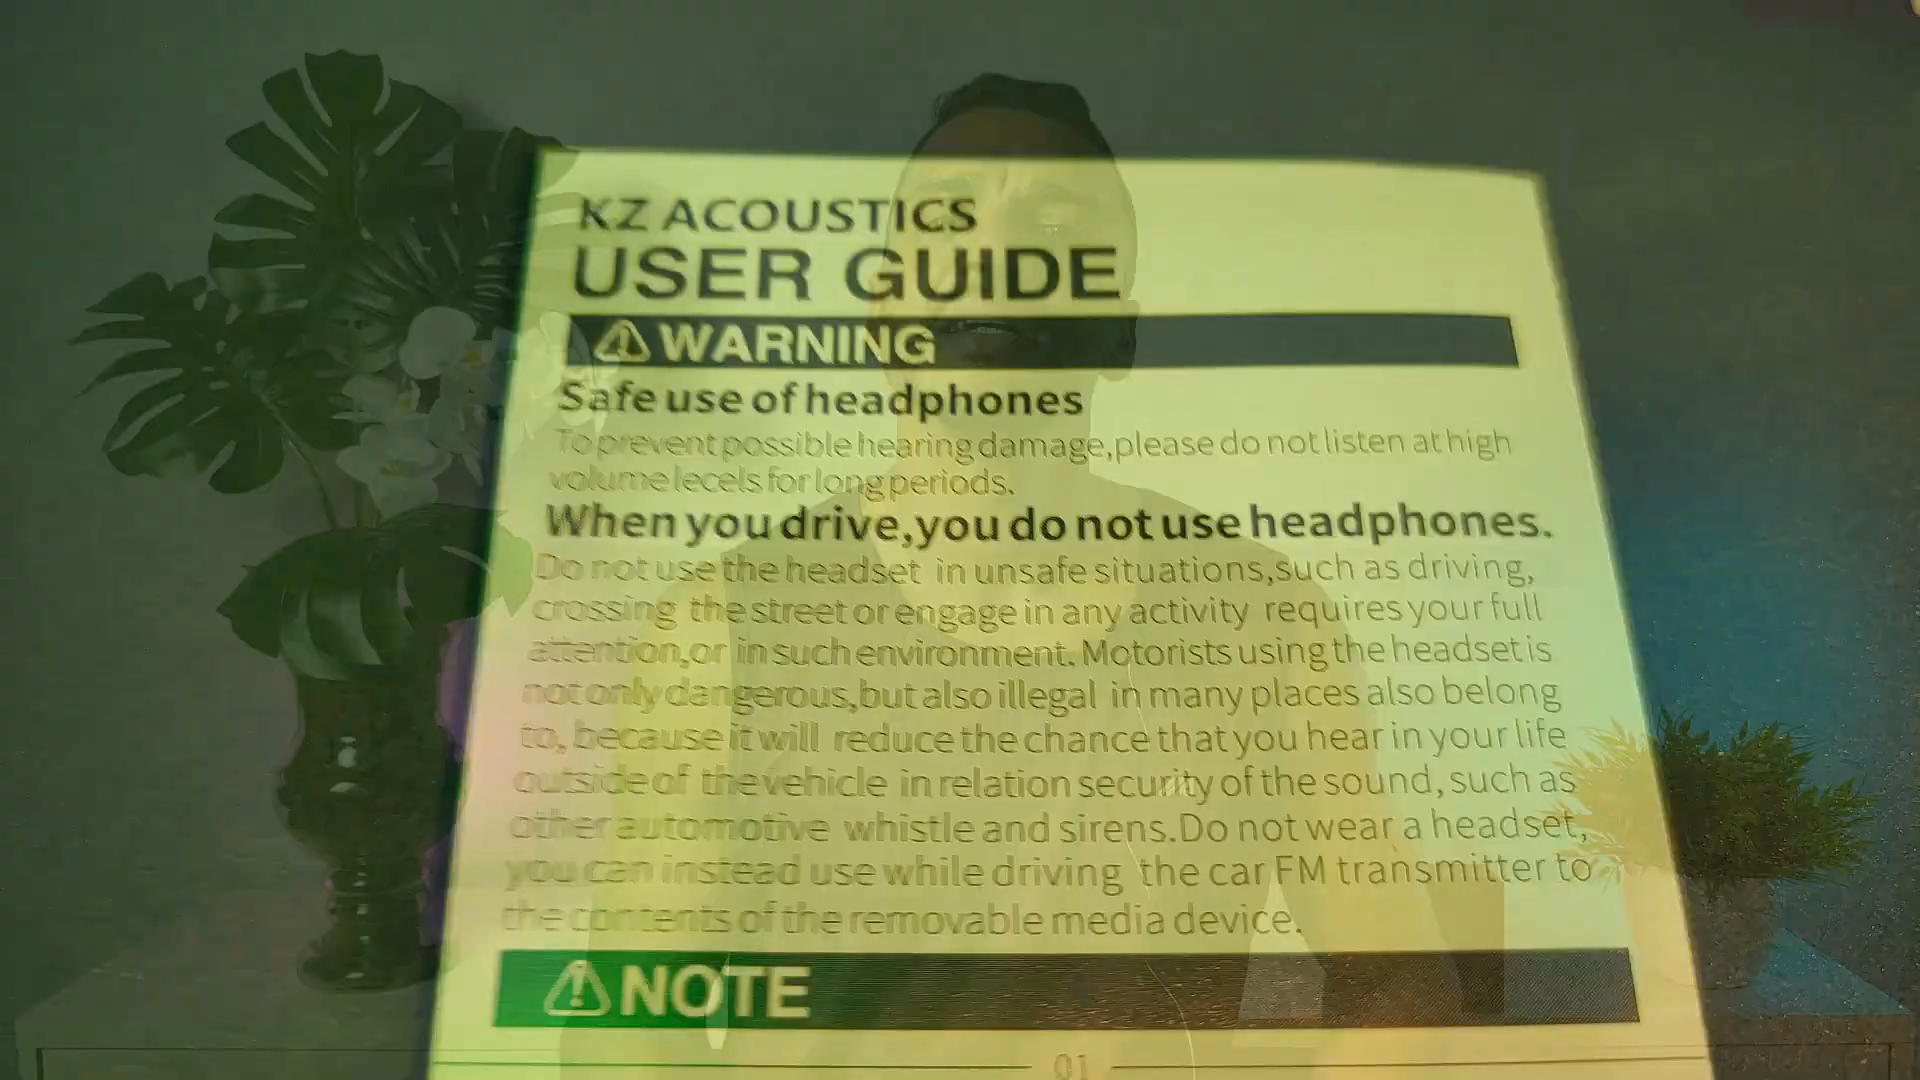 KZ ACOUSTICS
USER GUIDE
WARNING
Safe use of headphones
To prevent possible hearing damage,please do not listen at high
volume lecels for long periods.
When you drive,you do not use headphones.
Do not use the headset in unsafe situations,such as driving,
crossing the street or engage in any activity requires your full
attention,or in such environment. Motorists using the headset is
not only dangerous,but also illegal in many places also belong
to, because it will reduce the chance that you hear in your life
outside of the vehicle in relation security of the sound, such as
other automotive whistle and sirens.Do not wear a headset,
you can instead use while driving the car FM transmitter to
the contents of the removable media device.
NOTE
01